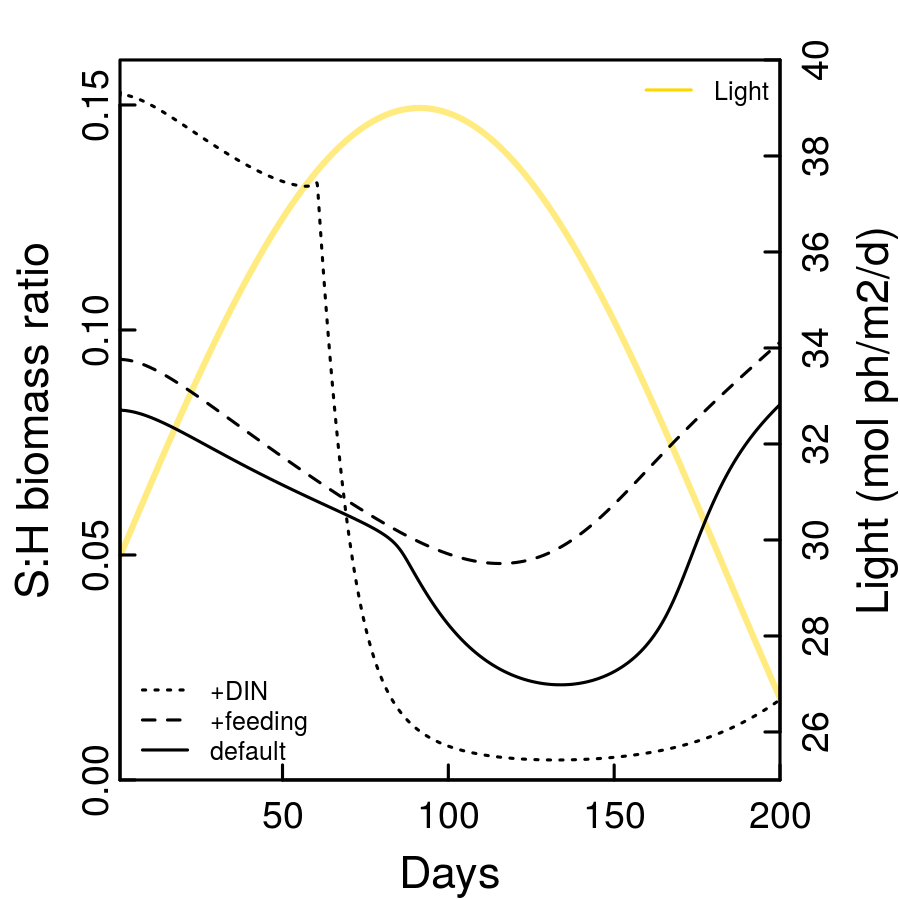 S:H biomass ratio
0.15
0.10
0.05
0.00
Light
40
38
36
34
32
30
28
26
Light (mol ph/m2/d)
+DIN
+feeding
default
50 100 150 200
Days